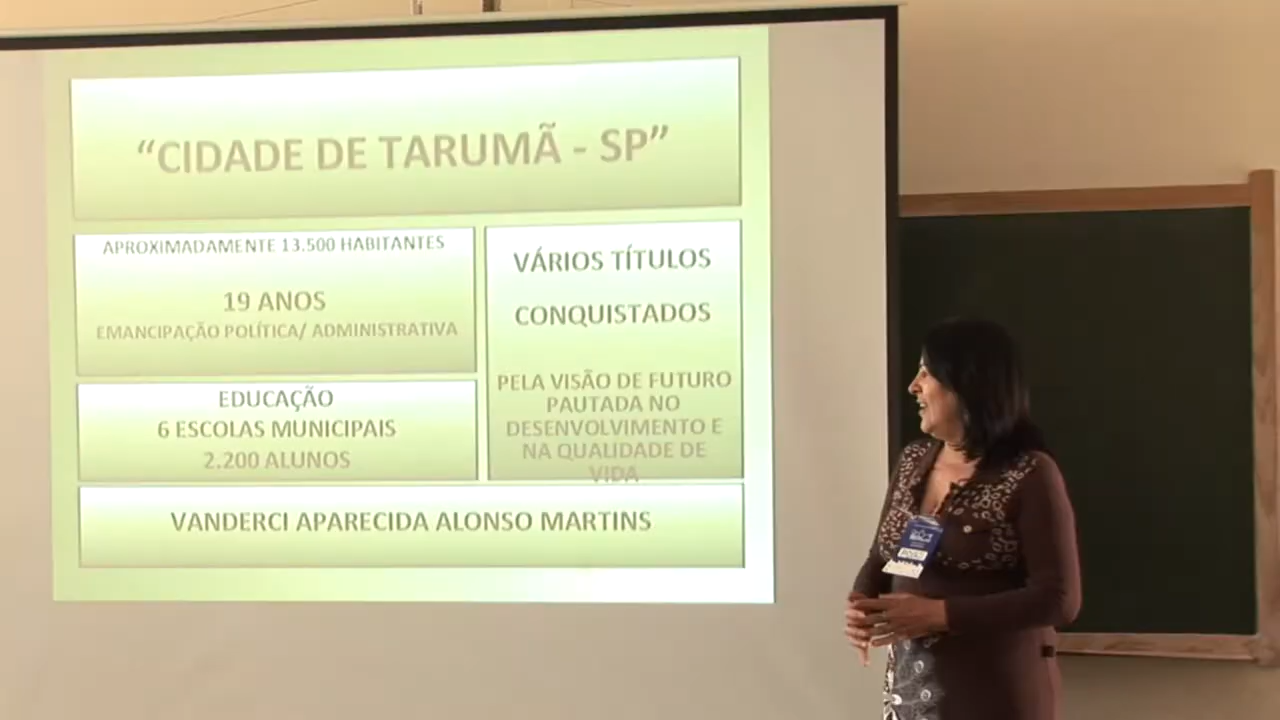 “CIDADE DE TARUMÃ - SP”
APROXIMADAMENTE 13.500 HABITANTES
19 ANOS
EMANCIPAÇÃO POLÍTICA/ ADMINISTRATIVA
EDUCAÇÃO
6 ESCOLAS MUNICIPAIS
2.200 ALUNOS
VÁRIOS TÍTULOS
CONQUISTADOS
PELA VISÃO DE FUTURO
PAUTADA NO
DESENVOLVIMENTO E
NA QUALIDADE DE
VIDA
VANDERCI APARECIDA ALONSO MARTINS